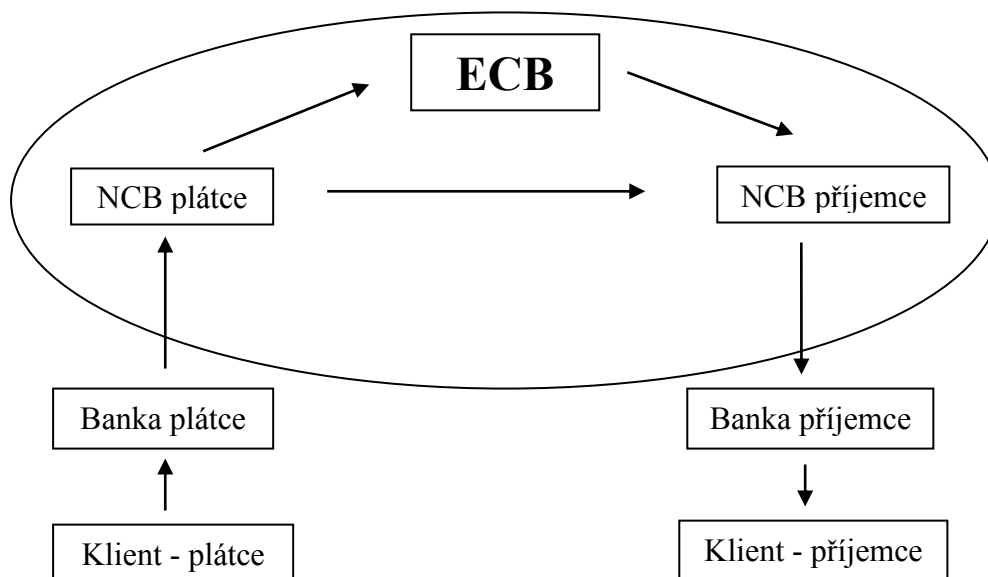 ECB
NCB plátce
NCB příjemce
Banka plátce
Banka příjemce
Klient - plátce
Klient - příjemce